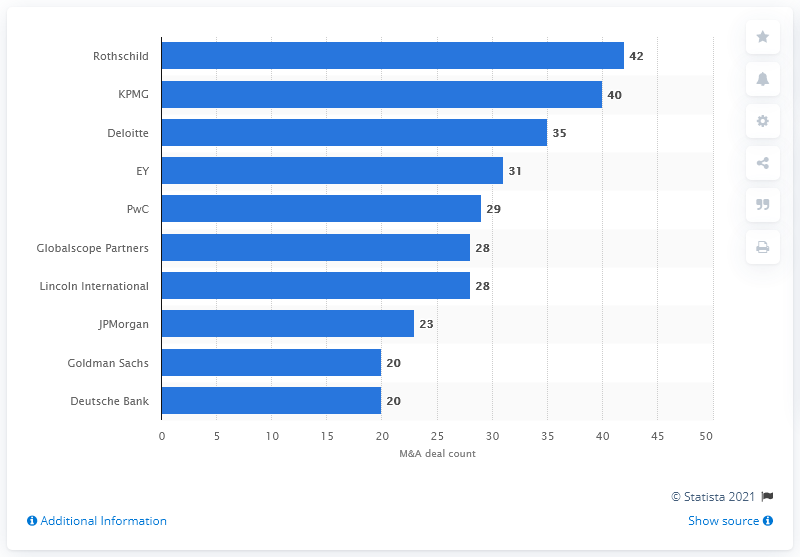 Rothschild 42
KPMG 40
Deloitte 35
EY 31
PwC 29
Globalscope Partners 28
Lincoln International 28
JPMorgan 23
Goldman Sachs 20
Deutsche Bank 20
0 5 10 15 20 25 30 35 40 45 50
M&A deal count
© Statista 2021
Additional Information Show source